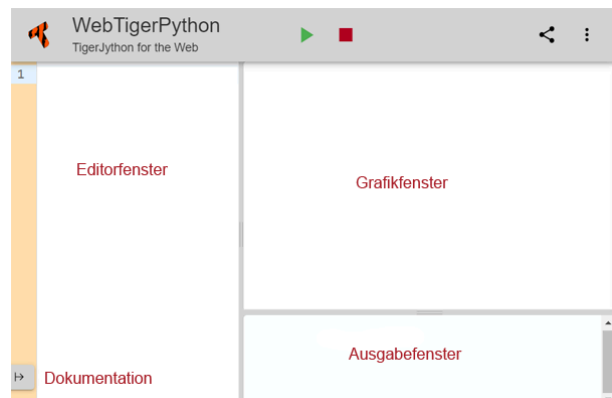 WebTigerPython
TigerJython for the Web
1
Editorfenster
Grafikfenster
Ausgabefenster
Dokumentation